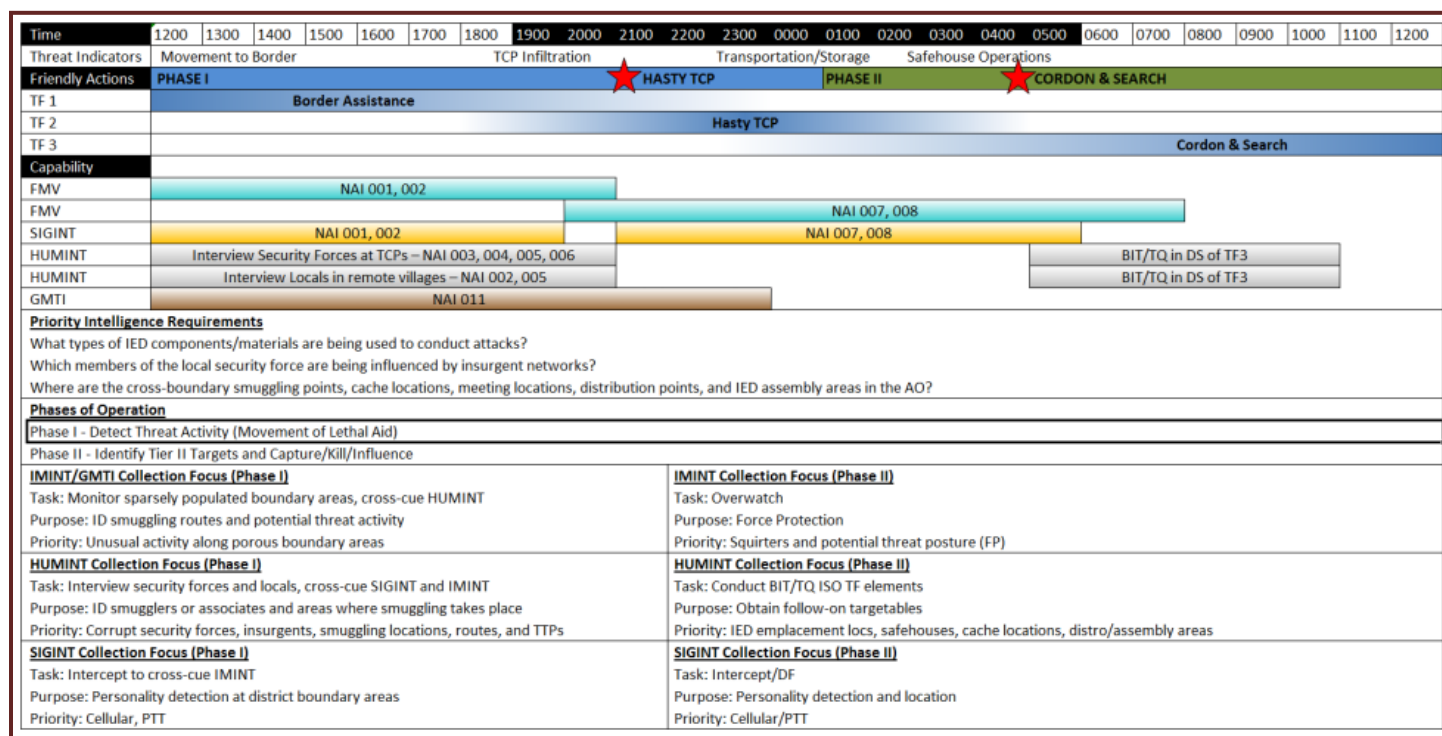 Time 1200 1300 1400 1500 1600 1700 1800 1900 2000 2100 2200 2300 0000 0100 0200 0300 0400 0500 0600 0700 0800 0900 1000 1100 1200
Threat Indicators Movement to Border TCP Infiltration Transportation/Storage Safehouse Operations
Friendly Actions PHASE I HASTY TCP PHASE II CORDON & SEARCH
TF 1 Border Assistance
TF 2 Hasty TCP
TF 3 Cordon & Search
Capability
FMV NAI 001, 002
FMV NAI 007, 008
SIGINT NAI 001, 002 NAI 007, 008
HUMINT Interview Security Forces at TCPs – NAI 003, 004, 005, 006 BIT/TQ in DS of TF3
HUMINT Interview Locals in remote villages – NAI 002, 005 BIT/TQ in DS of TF3
GMTI NAI 011
Priority Intelligence Requirements
What types of IED components/materials are being used to conduct attacks?
Which members of the local security force are being influenced by insurgent networks?
Where are the cross-boundary smuggling points, cache locations, meeting locations, distribution points, and IED assembly areas in the AO?
Phases of Operation
Phase I - Detect Threat Activity (Movement of Lethal Aid)
Phase II - Identify Tier II Targets and Capture/Kill/Influence
IMINT/GMTI Collection Focus (Phase I)
Task: Monitor sparsely populated boundary areas, cross-cue HUMINT
Purpose: ID smuggling routes and potential threat activity
Priority: Unusual activity along porous boundary areas
IMINT Collection Focus (Phase II)
Task: Overwatch
Purpose: Force Protection
Priority: Squirters and potential threat posture (FP)
HUMINT Collection Focus (Phase I)
Task: Interview security forces and locals, cross-cue SIGINT and IMINT
Purpose: ID smugglers or associates and areas where smuggling takes place
Priority: Corrupt security forces, insurgents, smuggling locations, routes, and TTPs
HUMINT Collection Focus (Phase II)
Task: Conduct BIT/TQ ISO TF elements
Purpose: Obtain follow-on targetables
Priority: IED emplacement locs, safehouses, cache locations, distro/assembly areas
SIGINT Collection Focus (Phase I)
Task: Intercept to cross-cue IMINT
Purpose: Personality detection at district boundary areas
Priority: Cellular, PTT
SIGINT Collection Focus (Phase II)
Task: Intercept/DF
Purpose: Personality detection and location
Priority: Cellular/PTT